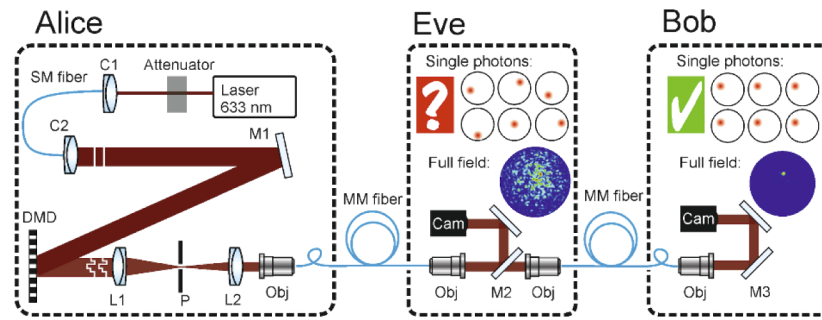 Alice
SM fiber
C1
Attenuator
Laser
633 nm
C2
M1
DMD
L1
P
L2
Obj
MM fiber
Eve
Single photons:
?
Full field:
Cam
Obj
M2
Obj
MM fiber
Bob
Single photons:
Full field:
Cam
Obj
M3